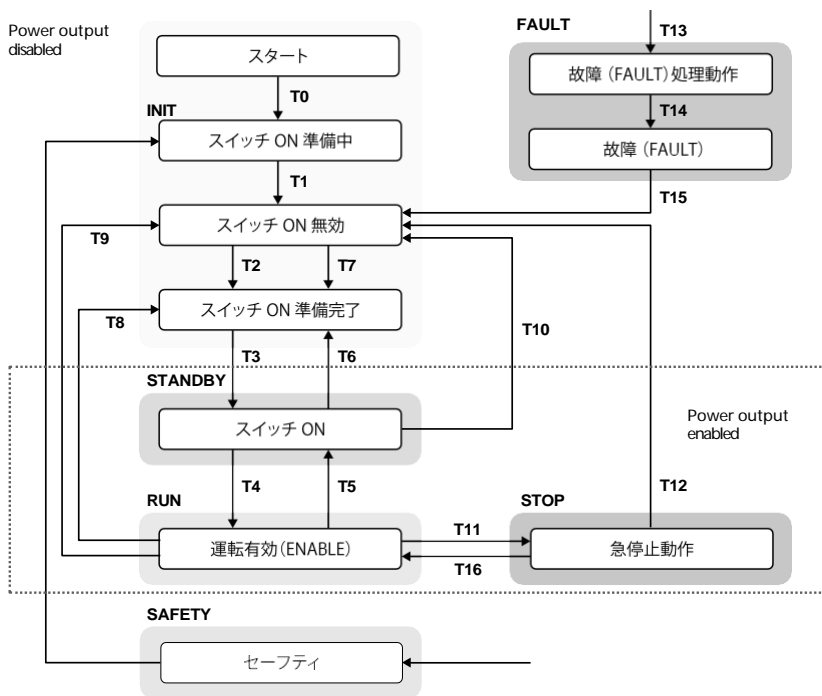 Power output
disabled
スタート
T0
INIT
スイッチ ON 準備中
T1
スイッチ ON 無効
T9
T2
T7
スイッチ ON 準備完了
T8
T3
T6
FAULT
T13
故障（FAULT）処理動作
T14
故障（FAULT）
T15
T10
STANDBY
スイッチ ON
Power output
enabled
T4
T5
T12
RUN
運転有効（ENABLE）
T11
T16
STOP
急停止動作
SAFETY
セーフティ